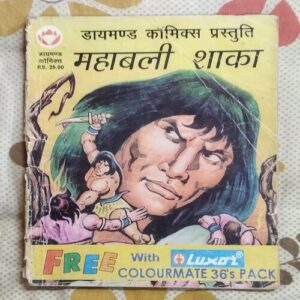 डायमण्ड कॉमिक्स प्रस्तुति
महाबली शाका
डायमण्ड
कॉमिक्स
RS. 25.00
FREE With Luxor
COLOURMATE 36's PACK